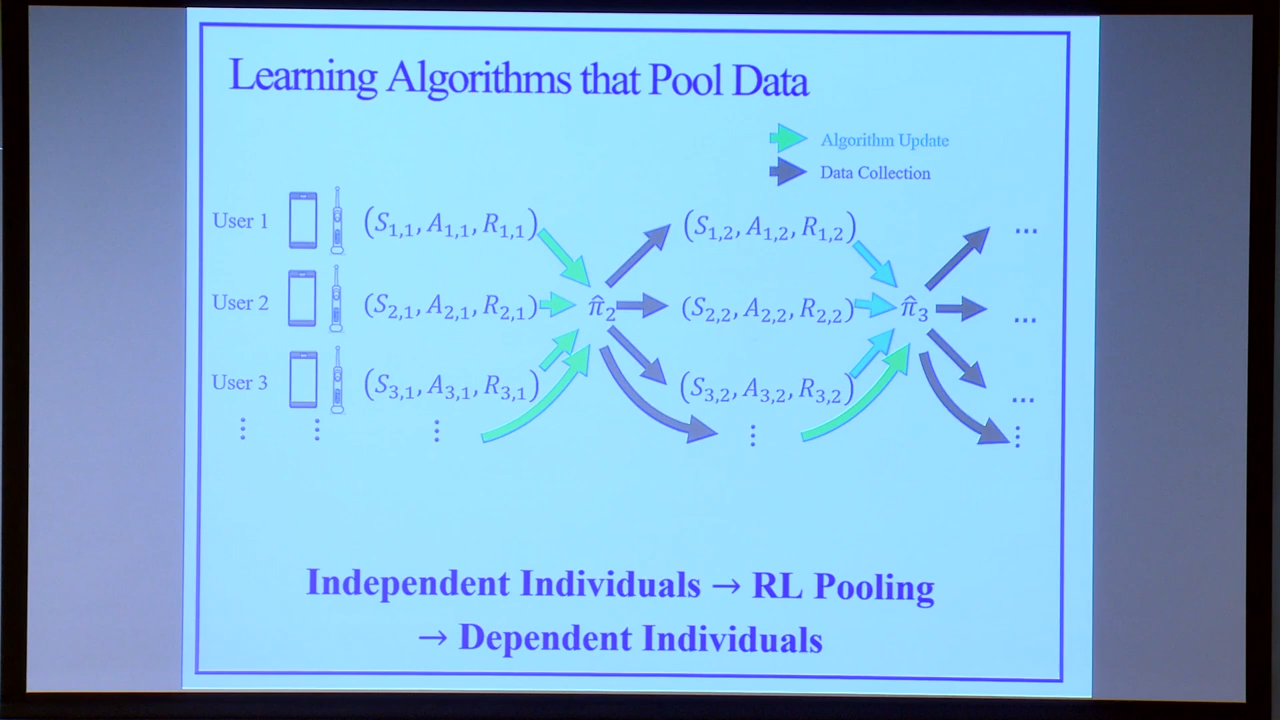 Learning Algorithms that Pool Data
Algorithm Update
Data Collection
User 1 (S₁,₁, A₁,₁, R₁,₁) (S₁,₂, A₁,₂, R₁,₂) ...
User 2 (S₂,₁, A₂,₁, R₂,₁) π̂₂ (S₂,₂, A₂,₂, R₂,₂) π̂₃ ...
User 3 (S₃,₁, A₃,₁, R₃,₁) (S₃,₂, A₃,₂, R₃,₂) ...
⋮ ⋮ ⋮ ⋮ ⋮
Independent Individuals → RL Pooling
→ Dependent Individuals